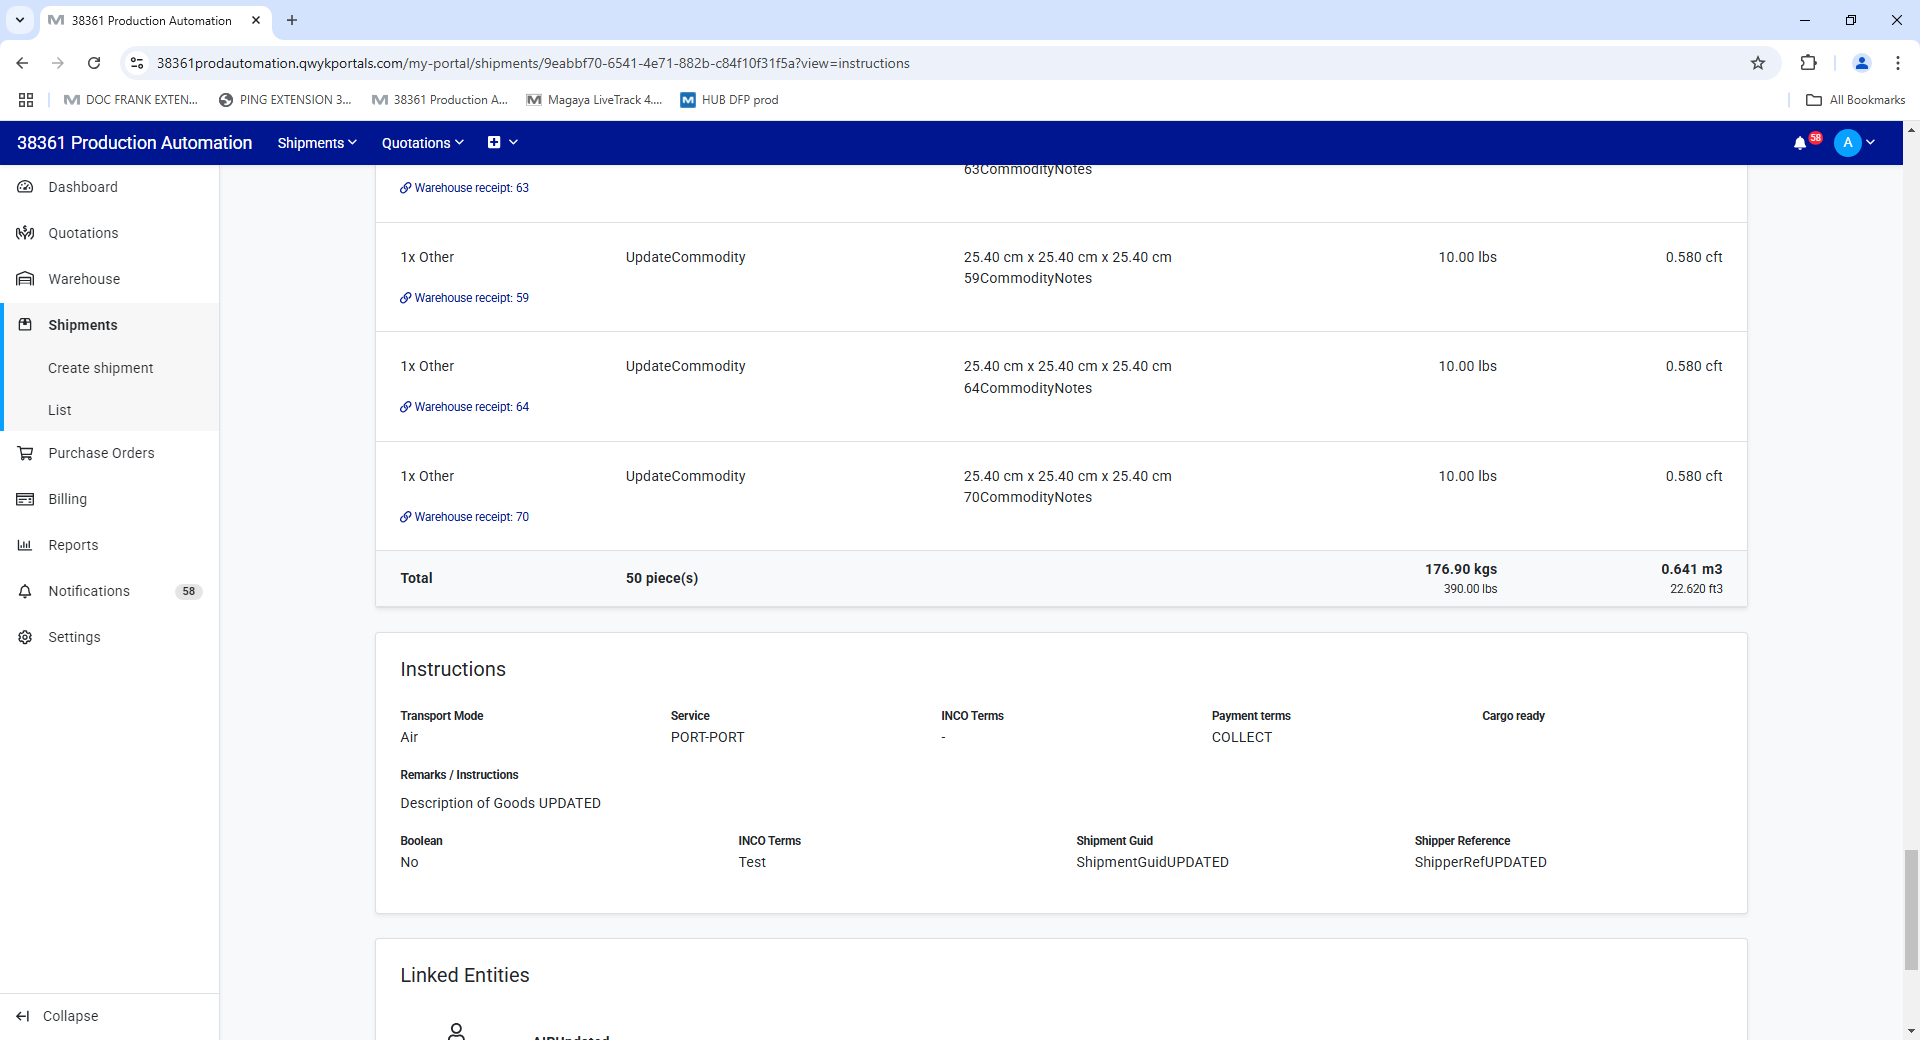 38361 Production Automation
38361prodautomation.qwykportals.com/my-portal/shipments/9eabbf70-6541-4e71-882b-c84f10f31f5a?view=instructions
DOC FRANK EXTEN...
PING EXTENSION 3...
38361 Production A...
Magaya LiveTrack 4....
HUB DFP prod
All Bookmarks
38361 Production Automation
Shipments
Quotations
58
A
Dashboard
Quotations
Warehouse
Shipments
Create shipment
List
Purchase Orders
Billing
Reports
Notifications 58
Settings
Collapse
63CommodityNotes
Warehouse receipt: 63
1x Other UpdateCommodity 25.40 cm x 25.40 cm x 25.40 cm 10.00 lbs 0.580 cft
59CommodityNotes
Warehouse receipt: 59
1x Other UpdateCommodity 25.40 cm x 25.40 cm x 25.40 cm 10.00 lbs 0.580 cft
64CommodityNotes
Warehouse receipt: 64
1x Other UpdateCommodity 25.40 cm x 25.40 cm x 25.40 cm 10.00 lbs 0.580 cft
70CommodityNotes
Warehouse receipt: 70
Total 50 piece(s) 176.90 kgs 0.641 m3
390.00 lbs 22.620 ft3
Instructions
Transport Mode Service INCO Terms Payment terms Cargo ready
Air PORT-PORT - COLLECT
Remarks / Instructions
Description of Goods UPDATED
Boolean INCO Terms Shipment Guid Shipper Reference
No Test ShipmentGuidUPDATED ShipperRefUPDATED
Linked Entities